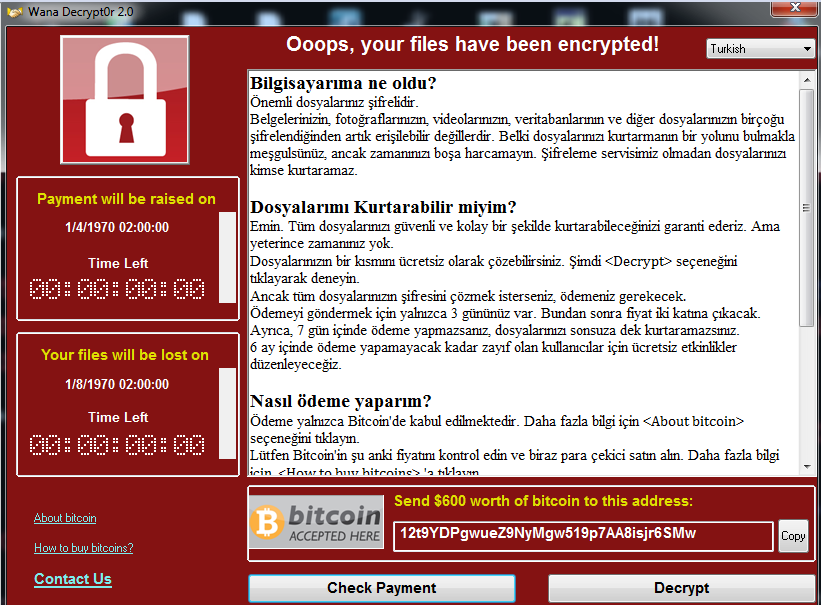 Wana Decrypt0r 2.0
x
Ooops, your files have been encrypted!
Turkish
Payment will be raised on
1/4/1970 02:00:00
Time Left
00:00:00:00
Your files will be lost on
1/8/1970 02:00:00
Time Left
00:00:00:00
About bitcoin
How to buy bitcoins?
Contact Us
Bilgisayarıma ne oldu?
Önemli dosyalarınız şifrelidir.
Belgelerinizin, fotoğraflarınızın, videolarınızın, veritabanlarının ve diğer dosyalarınızın birçoğu
şifrelendiğinden artık erişilebilir değillerdir. Belki dosyalarınızı kurtarmanın bir yolunu bulmakla
meşgulsünüz, ancak zamanınızı boşa harcamayın. Şifreleme servisimiz olmadan dosyalarınızı
kimse kurtaramaz.
Dosyalarımı Kurtarabilir miyim?
Emin. Tüm dosyalarınızı güvenli ve kolay bir şekilde kurtarabileceğinizi garanti ederiz. Ama
yeterince zamanınız yok.
Dosyalarınızın bir kısmını ücretsiz olarak çözebilirsiniz. Şimdi <Decrypt> seçeneğini
tıklayarak deneyin.
Ancak tüm dosyalarınızın şifresini çözmek isterseniz, ödemeniz gerekecek.
Ödemeyi göndermek için yalnızca 3 gününüz var. Bundan sonra fiyat iki katına çıkacak.
Ayrıca, 7 gün içinde ödeme yapmazsanız, dosyalarınızı sonsuza dek kurtaramazsınız.
6 ay içinde ödeme yapamayacak kadar zayıf olan kullanıcılar için ücretsiz etkinlikler
düzenleyeceğiz.
Nasıl ödeme yaparım?
Ödeme yalnızca Bitcoin'de kabul edilmektedir. Daha fazla bilgi için <About bitcoin>
seçeneğini tıklayın.
Lütfen Bitcoin'in şu anki fiyatını kontrol edin ve biraz para çekici satın alın. Daha fazla bilgi
için, <How to buy bitcoins> 'a tıklayın.
bitcoin
ACCEPTED HERE
Send $600 worth of bitcoin to this address:
12t9YDPgwueZ9NyMgw519p7AA8isjr6SMw
Copy
Check Payment
Decrypt